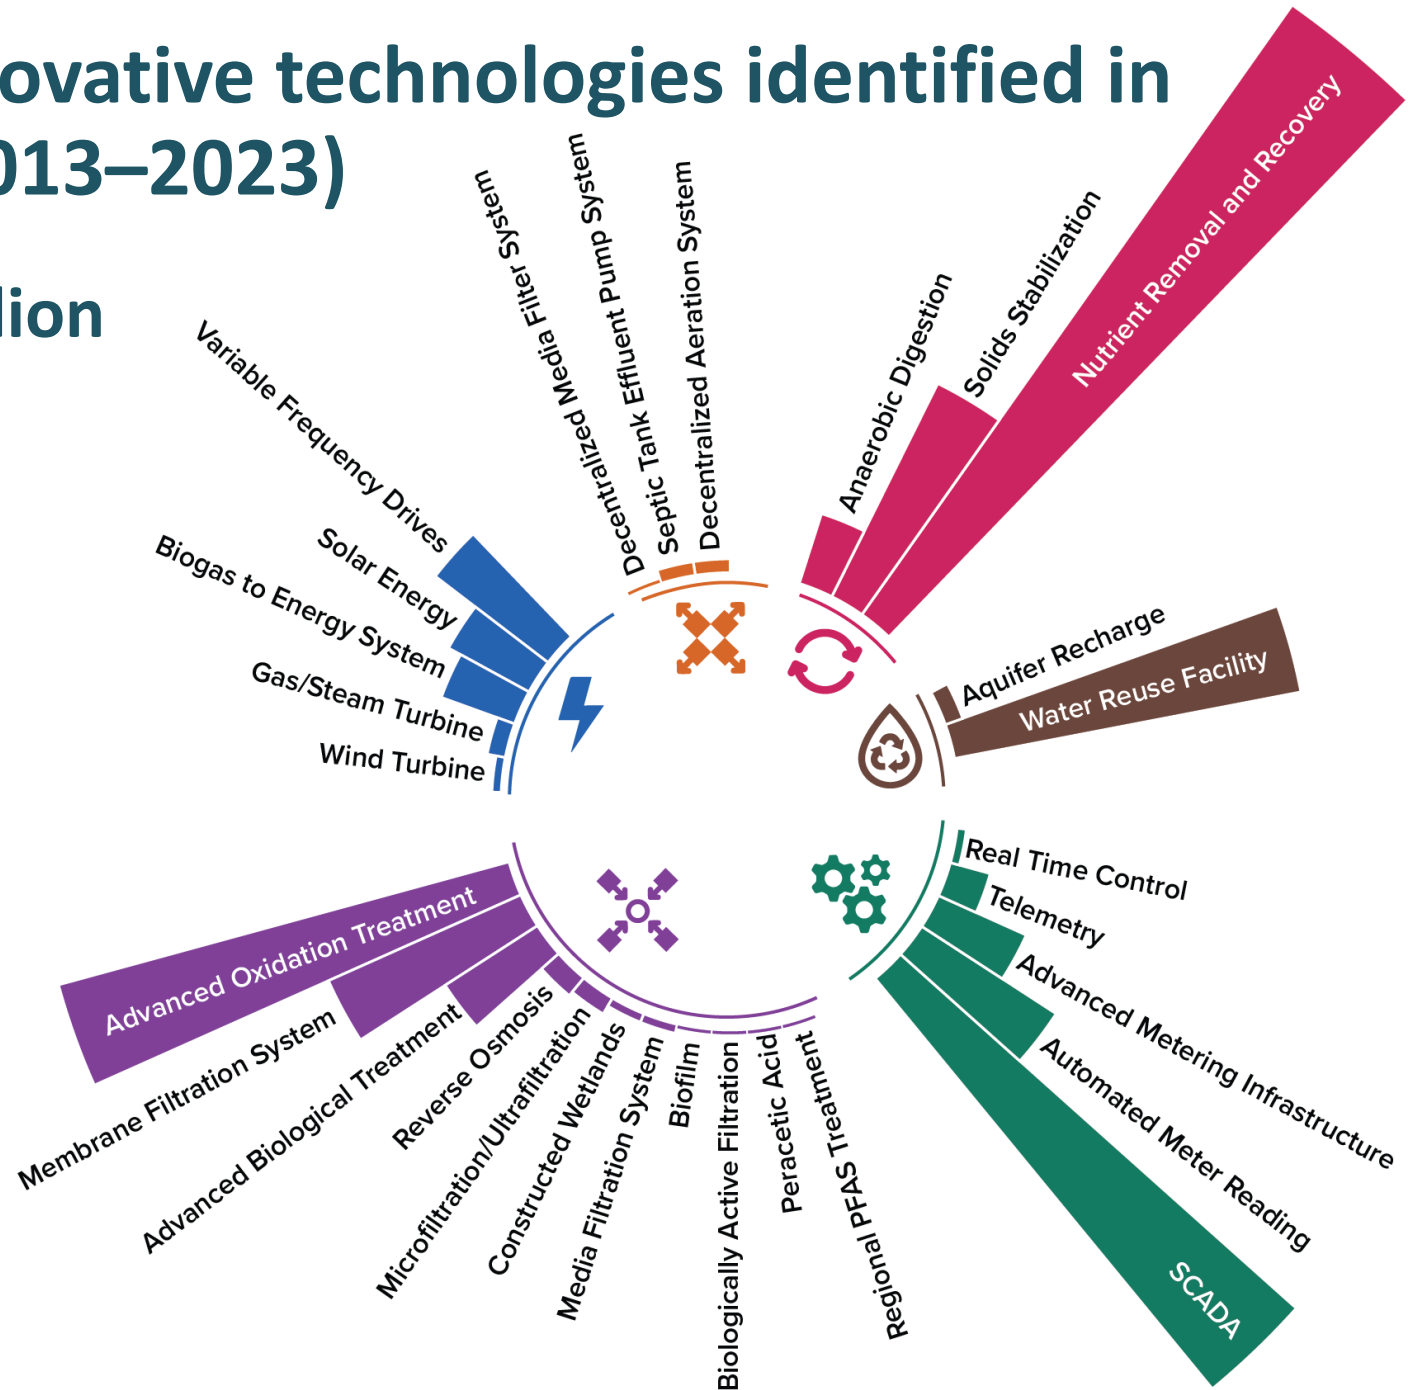 ovative technologies identified in
013–2023)
lion
Variable Frequency Drives
Solar Energy
Biogas to Energy System
Gas/Steam Turbine
Wind Turbine
Decentralized Media Filter System
Septic Tank Effluent Pump System
Decentralized Aeration System
Anaerobic Digestion
Solids Stabilization
Nutrient Removal and Recovery
Aquifer Recharge
Water Reuse Facility
Real Time Control
Telemetry
Advanced Metering Infrastructure
Automated Meter Reading
SCADA
Advanced Oxidation Treatment
Membrane Filtration System
Advanced Biological Treatment
Reverse Osmosis
Microfiltration/Ultrafiltration
Constructed Wetlands
Media Filtration System
Biofilm
Biologically Active Filtration
Peracetic Acid
Regional PFAS Treatment